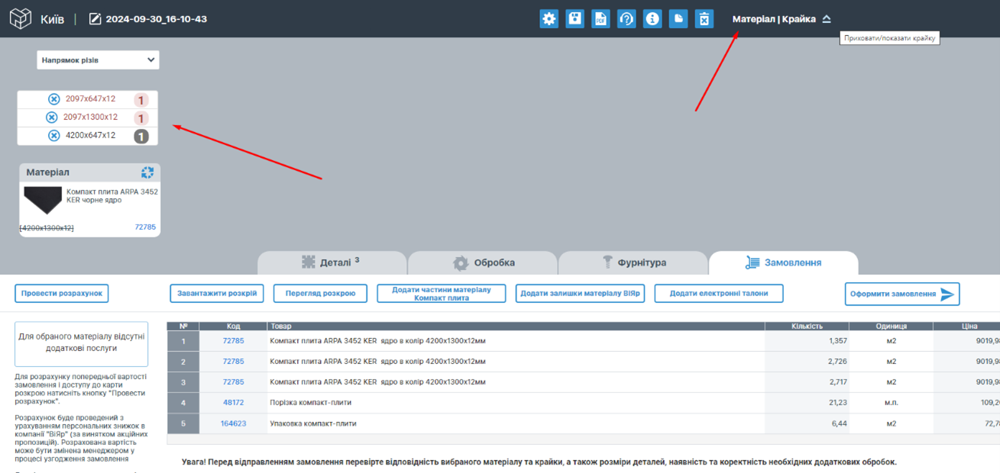 Київ | 2024-09-30_16-10-43
Матеріал | Крайка
Приховати/показати крайку
Напрямок різів
2097x647x12 1
2097x1300x12 1
4200x647x12 1
Матеріал
Компакт плита ARPA 3452
KER чорне ядро
[4200x1300x12] 72785
Деталі 3
Обробка
Фурнітура
Замовлення
Провести розрахунок
Завантажити розкрій
Перегляд розкрою
Додати частини матеріалу
Компакт плита
Додати залишки матеріалу ВіЯр
Додати електронні талони
Оформити замовлення
Для обраного матеріалу відсутні
додаткові послуги
Для розрахунку попередньої вартості
замовлення і доступу до карти
розкрою натисніть кнопку "Провести
розрахунок".
Розрахунок буде проведений з
урахуванням персональних знижок в
компанії "ВіЯр" (за винятком акційних
пропозицій). Розрахована вартість
може бути змінена менеджером у
процесі узгодження замовлення
№ Код Товар Кількість Одиниця Ціна
1 72785 Компакт плита ARPA 3452 KER ядро в колір 4200x1300x12мм 1,357 м2 9019,98
2 72785 Компакт плита ARPA 3452 KER ядро в колір 4200x1300x12мм 2,726 м2 9019,98
3 72785 Компакт плита ARPA 3452 KER ядро в колір 4200x1300x12мм 2,717 м2 9019,98
4 48172 Порізка компакт-плити 21,23 м.п. 109,2
5 164623 Упаковка компакт-плити 6,44 м2 72,7
Увага! Перед відправленням замовлення перевірте відповідність вибраного матеріалу та крайки, а також розміри деталей, наявність та коректність необхідних додаткових обробок.